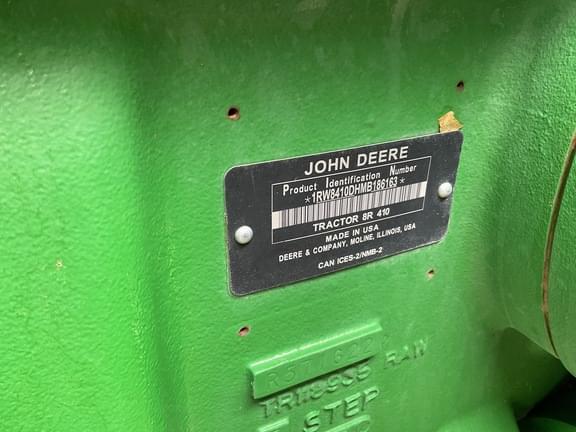 JOHN DEERE
Product Identification Number
*1RW8410DHMB186163*
TRACTOR 8R 410
MADE IN USA
DEERE & COMPANY, MOLINE, ILLINOIS, USA
CAN ICES-2/NMB-2
RAW
STEP